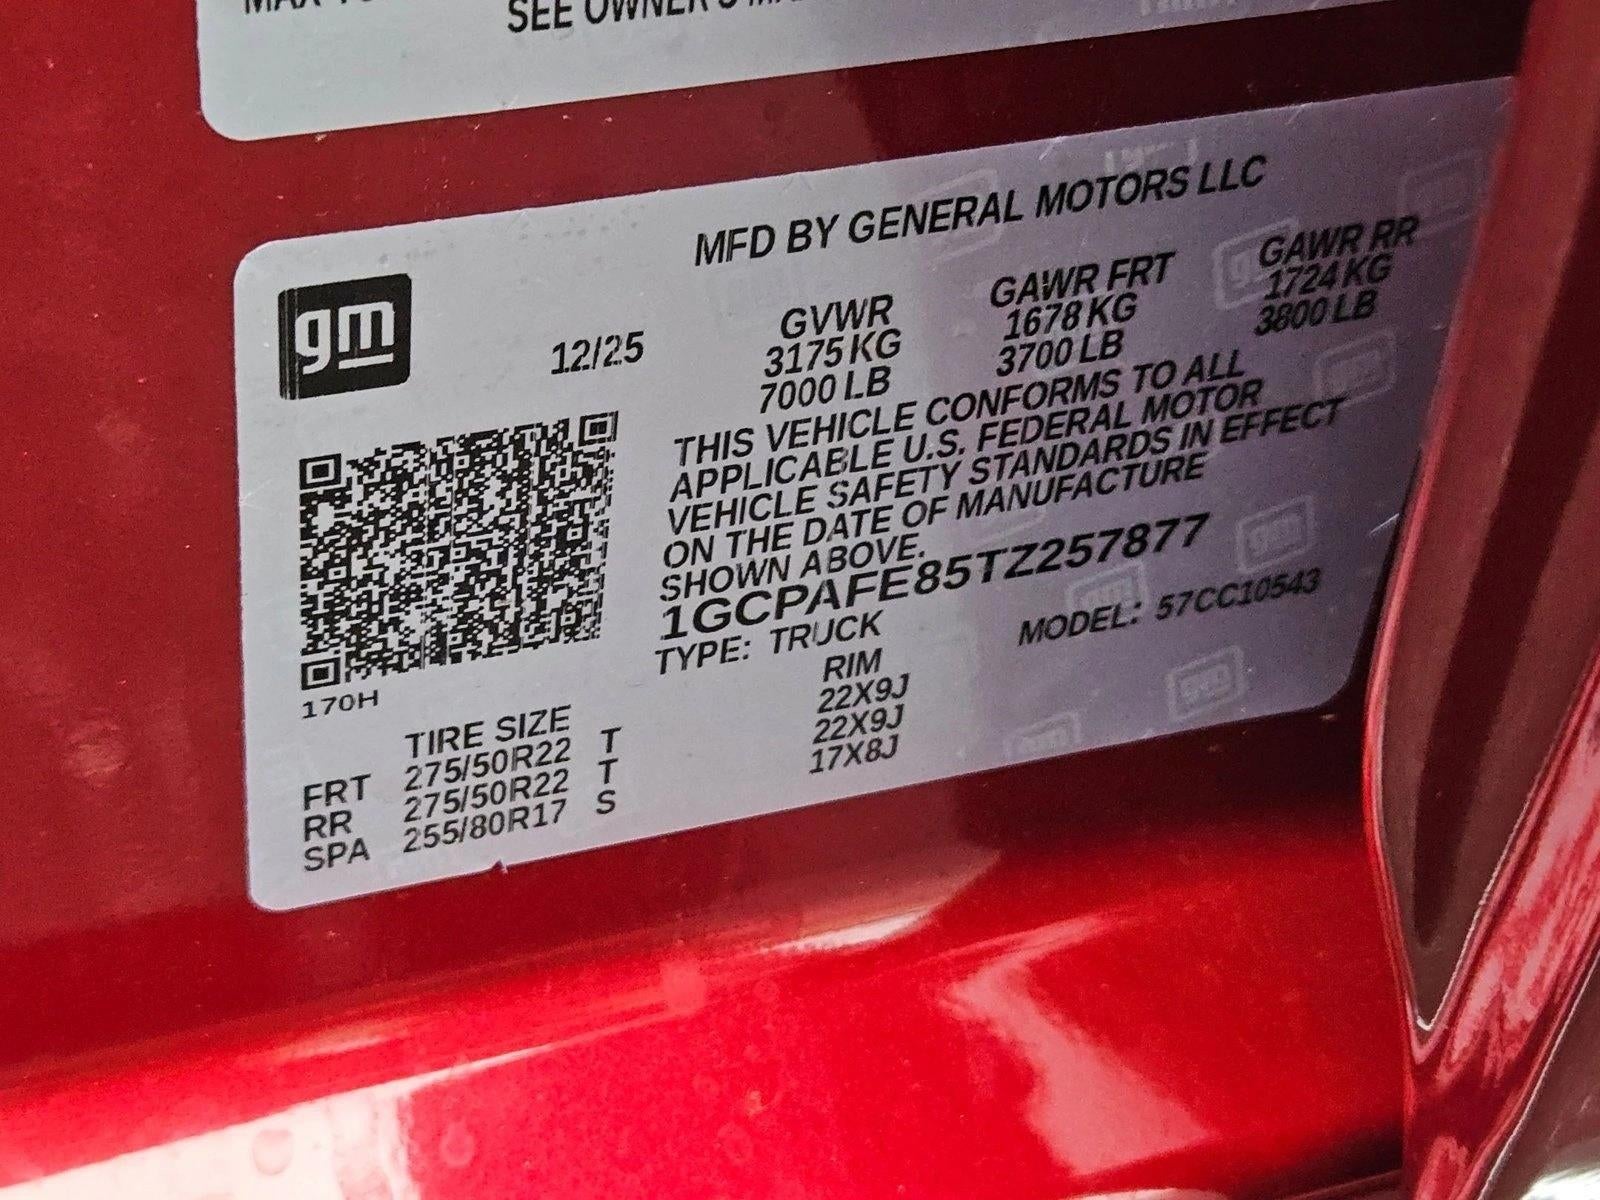 SEE OWNER'S
MFD BY GENERAL MOTORS LLC
gm
12/25
GVWR GAWR FRT GAWR RR
3175 KG 1678 KG 1724 KG
7000 LB 3700 LB 3800 LB
THIS VEHICLE CONFORMS TO ALL
APPLICABLE U.S. FEDERAL MOTOR
VEHICLE SAFETY STANDARDS IN EFFECT
ON THE DATE OF MANUFACTURE
SHOWN ABOVE.
1GCPAFE85TZ257877
TYPE: TRUCK MODEL: 57CC10543
170H
TIRE SIZE RIM
FRT 275/50R22 T 22X9J
RR 275/50R22 T 22X9J
SPA 255/80R17 S 17X8J